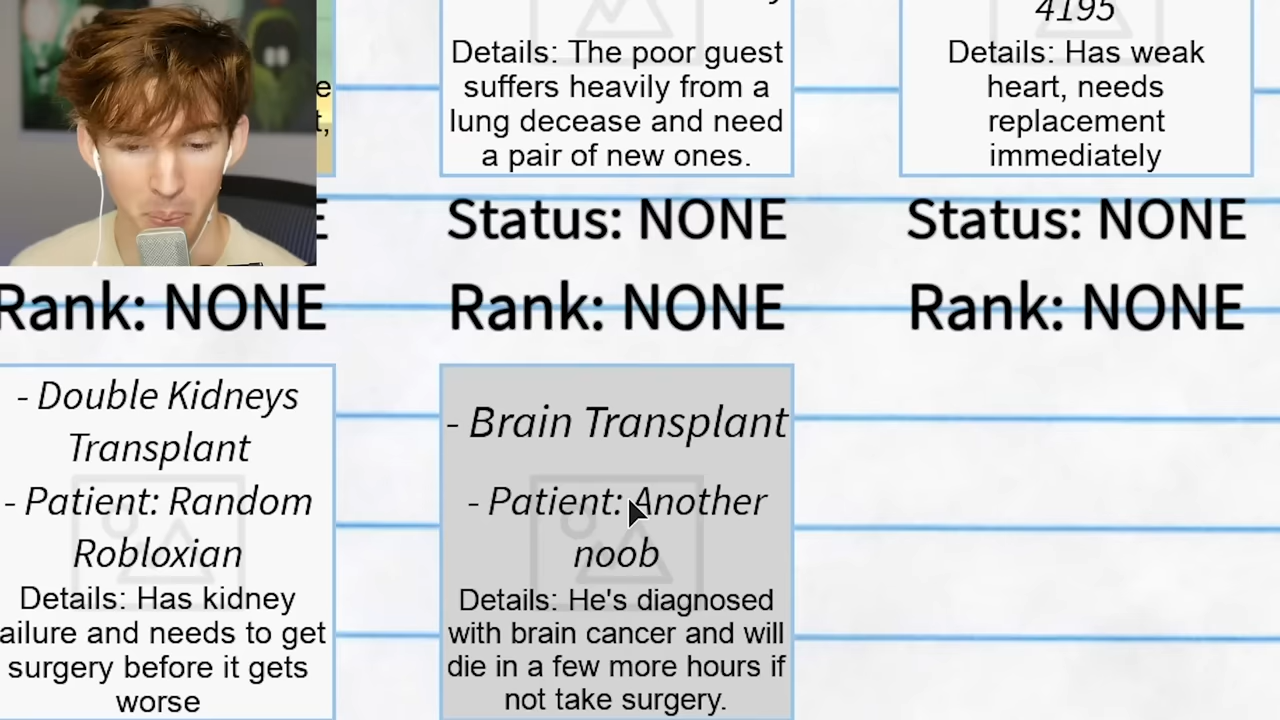 4195
Details: The poor guest
suffers heavily from a
lung decease and need
a pair of new ones.
Details: Has weak
heart, needs
replacement
immediately
Status: NONE
Status: NONE
Rank: NONE
Rank: NONE
Rank: NONE
- Double Kidneys
Transplant
- Patient: Random
Robloxian
Details: Has kidney
ailure and needs to get
surgery before it gets
worse
- Brain Transplant
- Patient: Another
noob
Details: He's diagnosed
with brain cancer and will
die in a few more hours if
not take surgery.